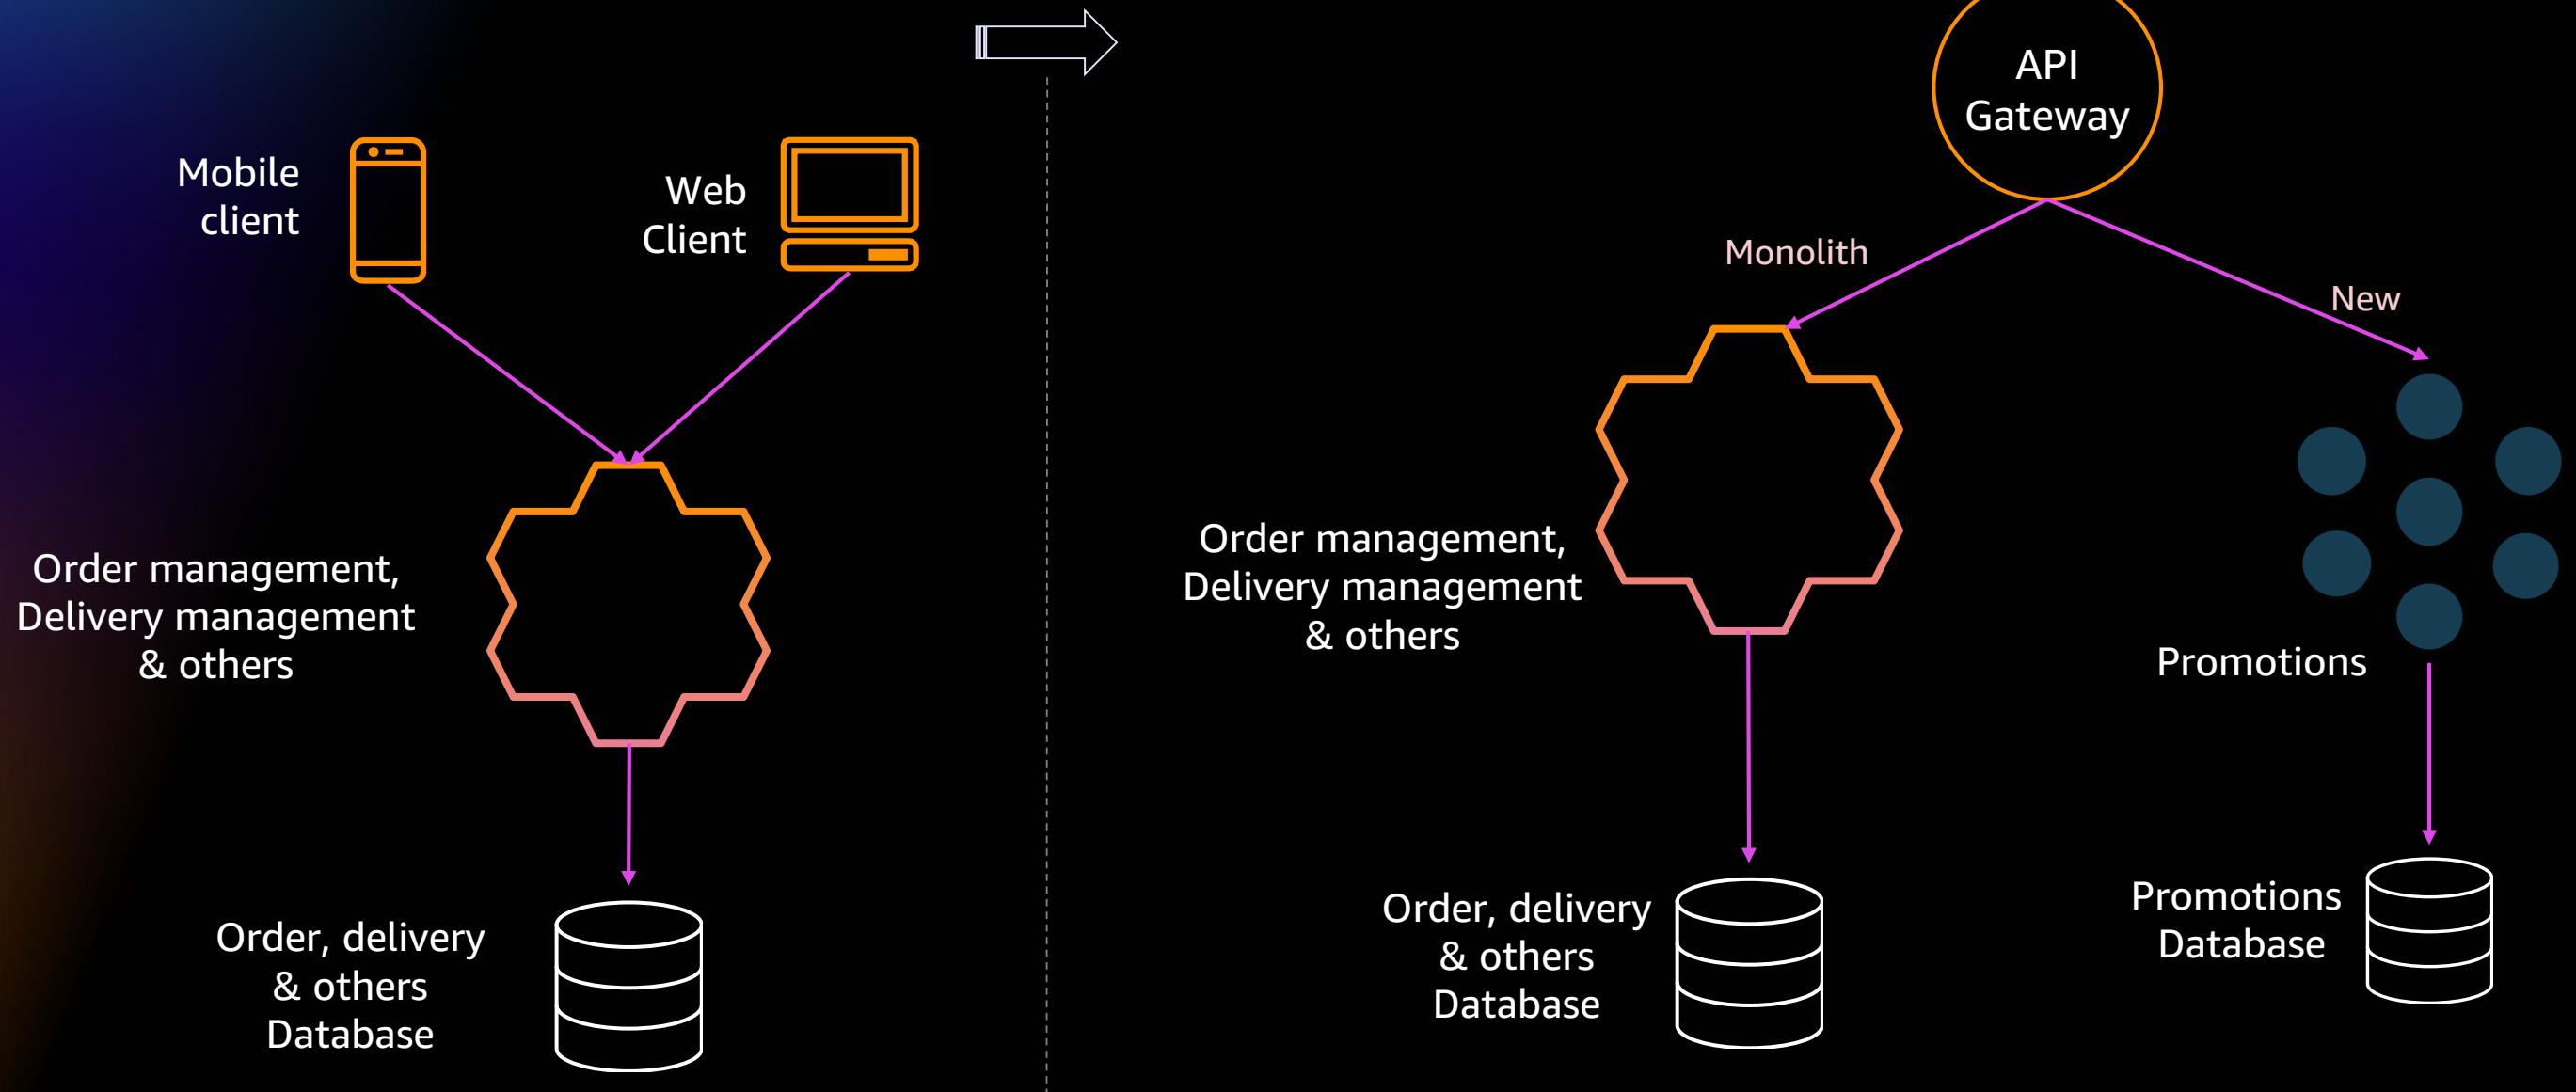 Mobile
client
Web
Client
Order management,
Delivery management
& others
Order, delivery
& others
Database
API
Gateway
Monolith
New
Order management,
Delivery management
& others
Promotions
Order, delivery
& others
Database
Promotions
Database